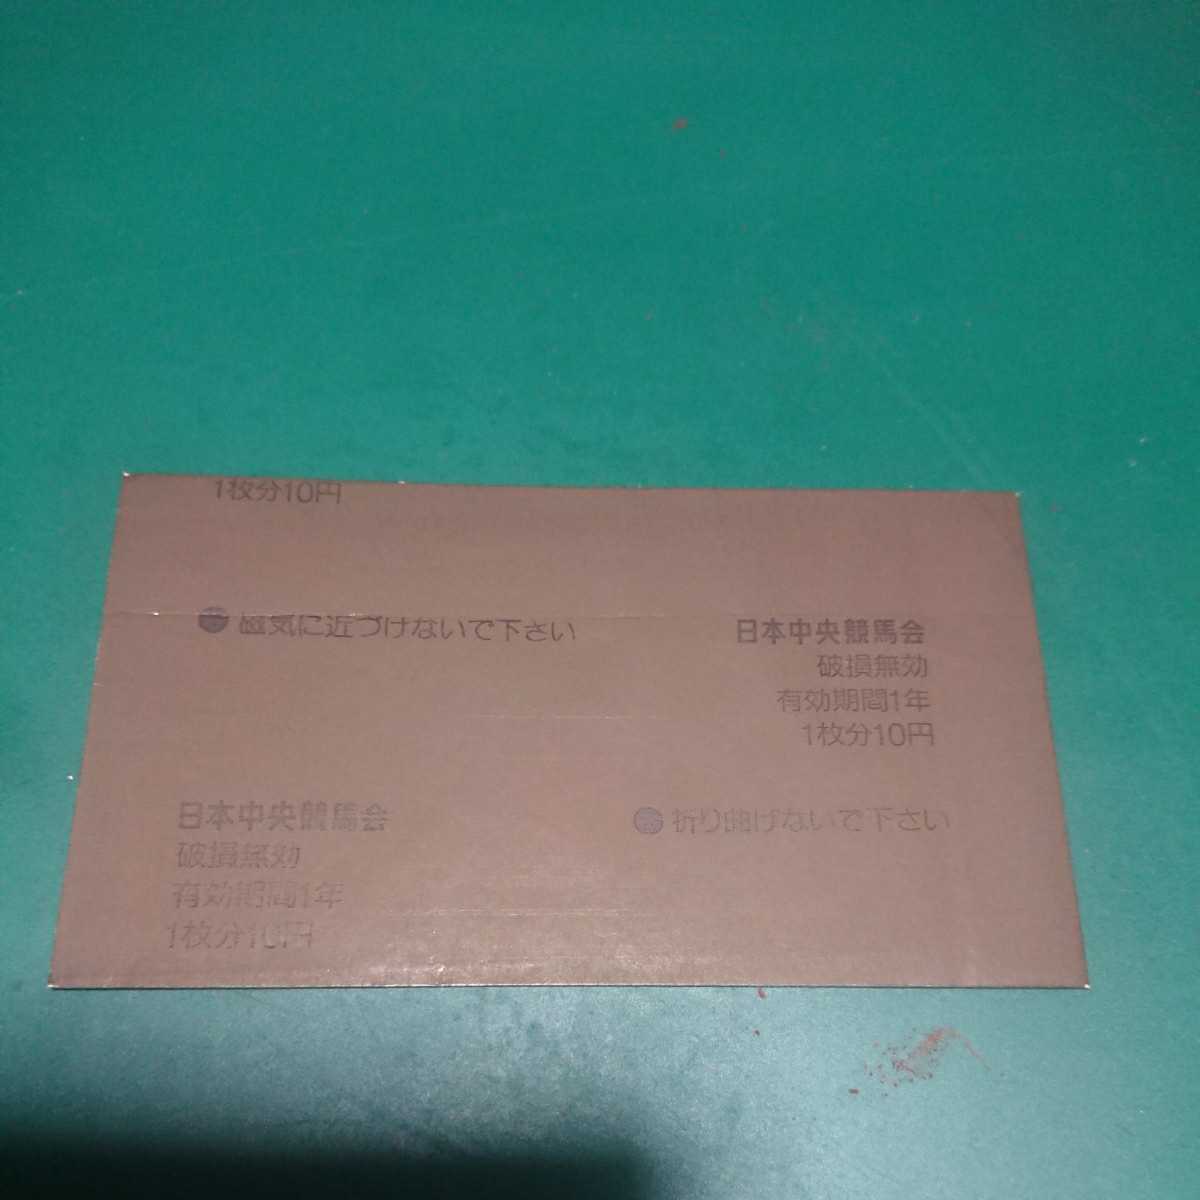 1枚分10円
磁気に近づけないで下さい
日本中央競馬会
破損無効
有効期間1年
1枚分10円
日本中央競馬会
破損無効
有効期間1年
1枚分10円
折り曲げないで下さい